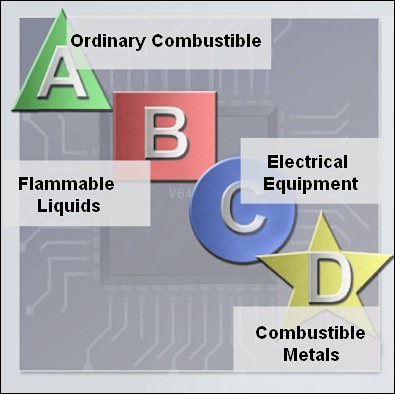 A
Ordinary Combustible
B
Flammable
Liquids
Electrical
Equipment
C
D
Combustible
Metals